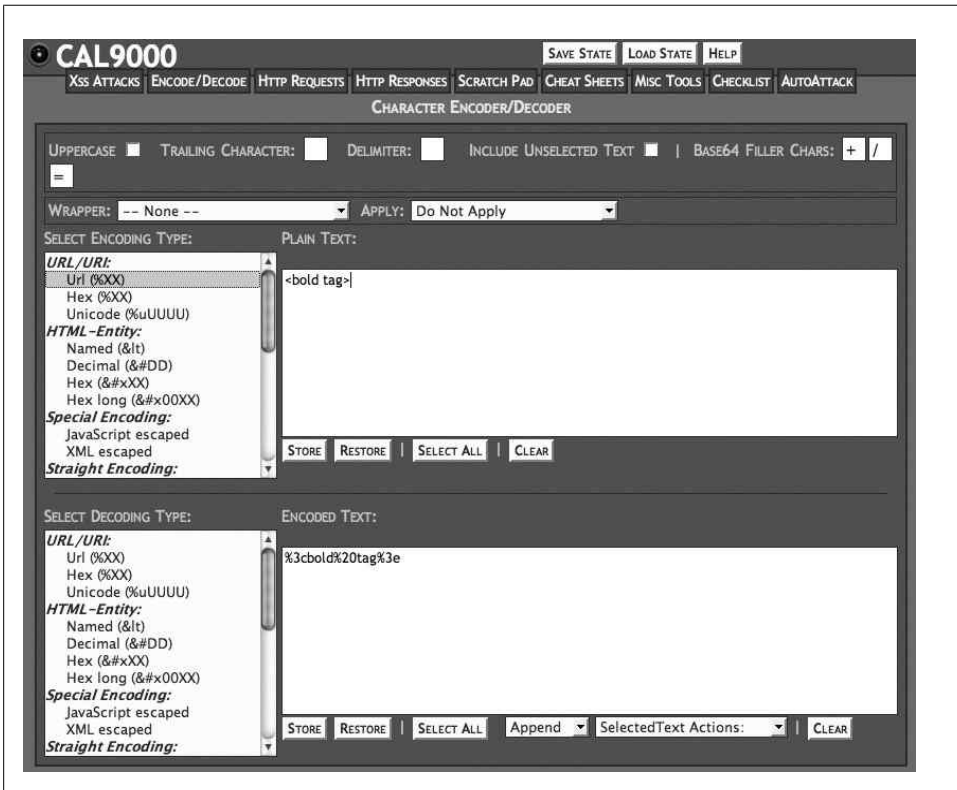 CAL9000
SAVE STATE LOAD STATE HELP
XSS ATTACKS ENCODE/DECODE HTTP REQUESTS HTTP RESPONSES SCRATCH PAD CHEAT SHEETS MISC TOOLS CHECKLIST AUTOATTACK
CHARACTER ENCODER/DECODER
UPPERCASE TRAILING CHARACTER: DELIMITER: INCLUDE UNSELECTED TEXT | BASE64 FILLER CHARS: + /
=
WRAPPER: -- None -- APPLY: Do Not Apply
SELECT ENCODING TYPE:
URL/URI:
Url (%XX)
Hex (%XX)
Unicode (%uUUUU)
HTML-Entity:
Named (&lt)
Decimal (&#DD)
Hex (&#xXX)
Hex long (&#x00XX)
Special Encoding:
JavaScript escaped
XML escaped
Straight Encoding:
PLAIN TEXT:
<bold tag>
STORE RESTORE | SELECT ALL | CLEAR
SELECT DECODING TYPE:
URL/URI:
Url (%XX)
Hex (%XX)
Unicode (%uUUUU)
HTML-Entity:
Named (&lt)
Decimal (&#DD)
Hex (&#xXX)
Hex long (&#x00XX)
Special Encoding:
JavaScript escaped
XML escaped
Straight Encoding:
ENCODED TEXT:
%3cbold%20tag%3e
STORE RESTORE | SELECT ALL Append SelectedText Actions: | CLEAR